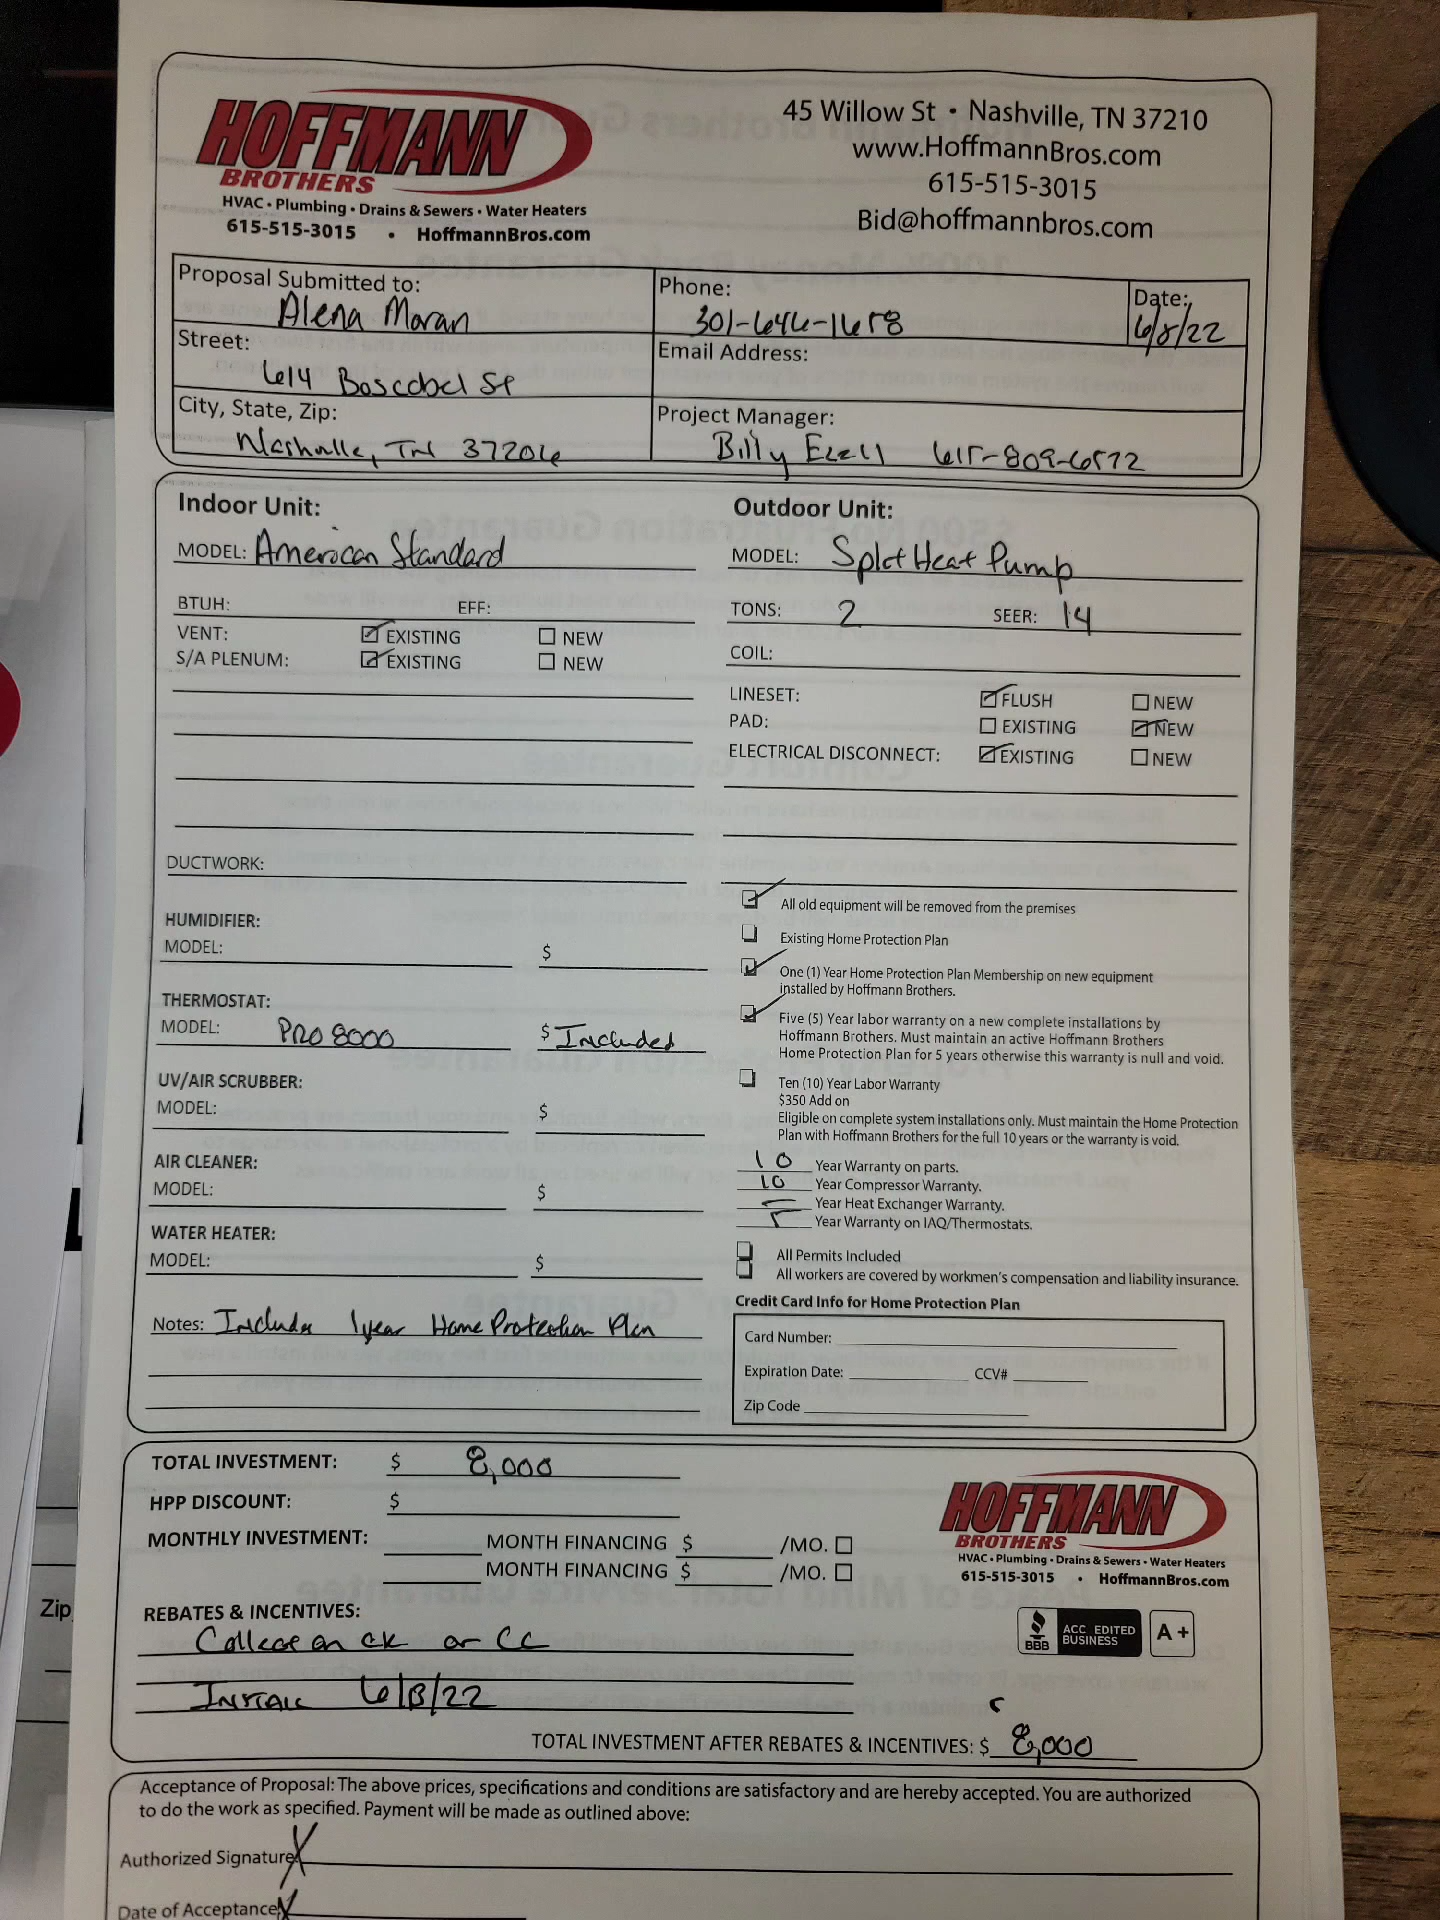 HOFFMANN
BROTHERS
HVAC • Plumbing • Drains & Sewers • Water Heaters
615-515-3015 • HoffmannBros.com
45 Willow St • Nashville, TN 37210
www.HoffmannBros.com
615-515-3015
Bid@hoffmannbros.com
Proposal Submitted to: Alena Moran
Phone: 301-646-1658
Date: 6/8/22
Street: 614 Boscobel St
Email Address:
City, State, Zip: Nashville, TN 37206
Project Manager: Billy Ezell 615-809-6572
Indoor Unit:
MODEL: American Standard
BTUH: EFF:
VENT: EXISTING NEW
S/A PLENUM: EXISTING NEW
DUCTWORK:
HUMIDIFIER:
MODEL: $
THERMOSTAT:
MODEL: PRO 8000 $ Included
UV/AIR SCRUBBER:
MODEL: $
AIR CLEANER:
MODEL: $
WATER HEATER:
MODEL: $
Notes: Includes 1 year Home Protection Plan
Outdoor Unit:
MODEL: Split Heat Pump
TONS: 2 SEER: 14
COIL:
LINESET: FLUSH NEW
PAD: EXISTING NEW
ELECTRICAL DISCONNECT: EXISTING NEW
All old equipment will be removed from the premises
Existing Home Protection Plan
One (1) Year Home Protection Plan Membership on new equipment
installed by Hoffmann Brothers.
Five (5) Year labor warranty on a new complete installations by
Hoffmann Brothers. Must maintain an active Hoffmann Brothers
Home Protection Plan for 5 years otherwise this warranty is null and void.
Ten (10) Year Labor Warranty
$350 Add on
Eligible on complete system installations only. Must maintain the Home Protection
Plan with Hoffmann Brothers for the full 10 years or the warranty is void.
10 Year Warranty on parts.
10 Year Compressor Warranty.
Year Heat Exchanger Warranty.
5 Year Warranty on IAQ/Thermostats.
All Permits Included
All workers are covered by workmen's compensation and liability insurance.
Credit Card Info for Home Protection Plan
Card Number:
Expiration Date: CCV#
Zip Code
TOTAL INVESTMENT: $ 8,000
HPP DISCOUNT: $
MONTHLY INVESTMENT: MONTH FINANCING $ /MO.
MONTH FINANCING $ /MO.
HOFFMANN
BROTHERS
HVAC • Plumbing • Drains & Sewers • Water Heaters
615-515-3015 • HoffmannBros.com
REBATES & INCENTIVES:
on CK or CC
Install 6/13/22
BBB ACC EDITED BUSINESS A+
TOTAL INVESTMENT AFTER REBATES & INCENTIVES: $ 8,000
Acceptance of Proposal: The above prices, specifications and conditions are satisfactory and are hereby accepted. You are authorized
to do the work as specified. Payment will be made as outlined above:
Authorized Signature: X
Date of Acceptance: X
Zip